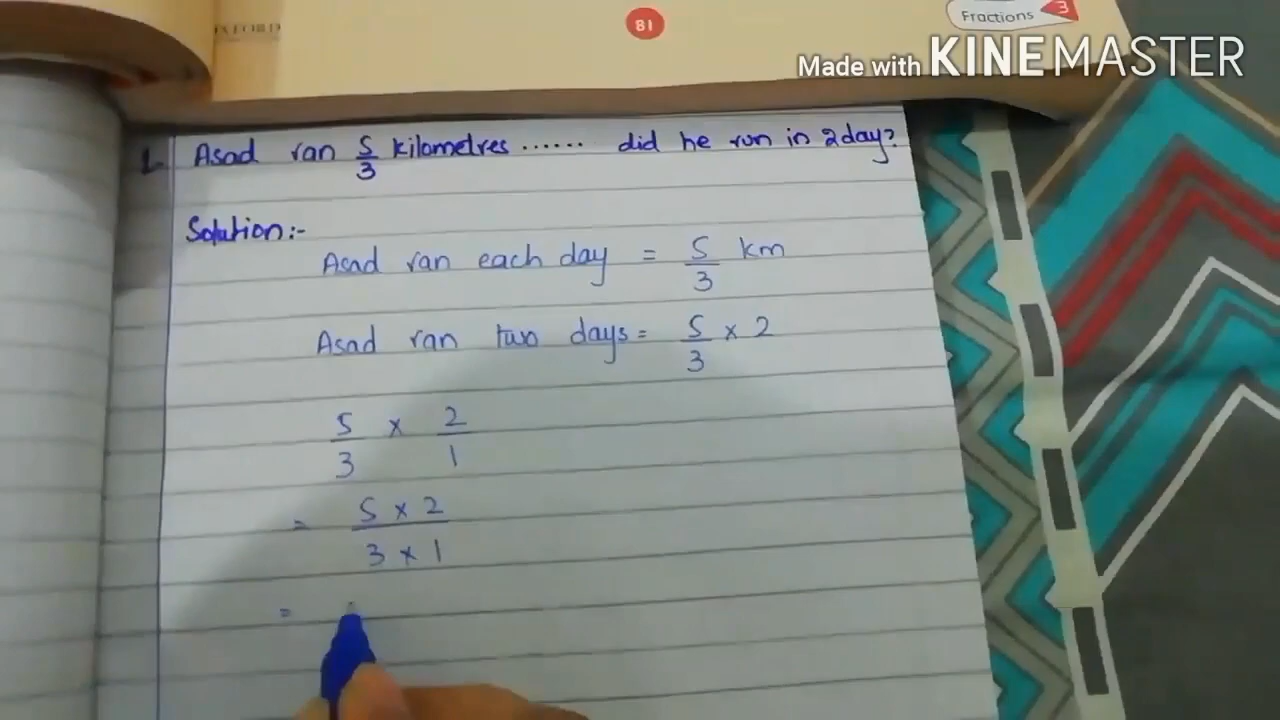 81
Fractions 3
Made with KINEMASTER
1. Asad ran 5/3 kilometres ...... did he run in 2 day?
Solution:-
Asad ran each day = 5/3 km
Asad ran two days = 5/3 x 2
5/3 x 2/1
= 5 x 2 / 3 x 1
=